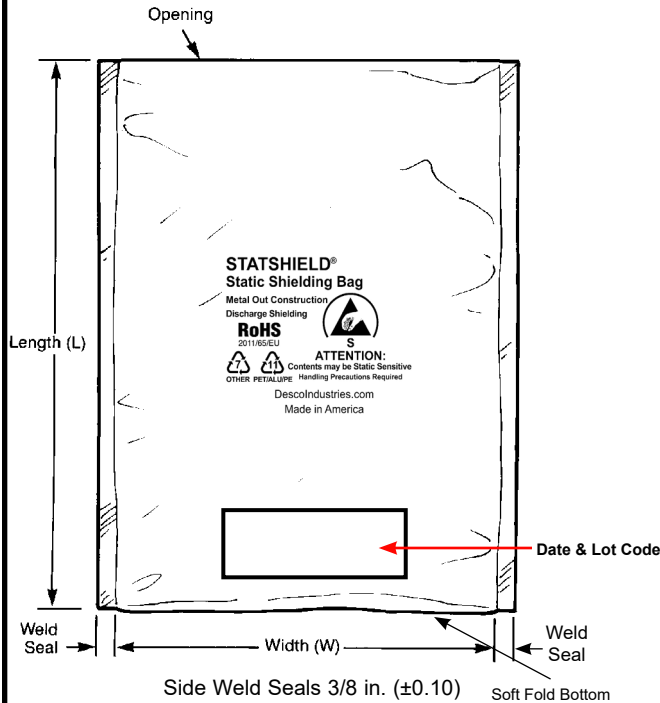 Opening
Length (L)
STATSHIELD®
Static Shielding Bag
Metal Out Construction
Discharge Shielding
RoHS
2011/65/EU
S
ATTENTION:
7 11 Contents may be Static Sensitive
OTHER PET/ALU/PE Handling Precautions Required
DescoIndustries.com
Made in America
Date & Lot Code
Weld
Seal
Width (W)
Weld
Seal
Side Weld Seals 3/8 in. (±0.10)
Soft Fold Bottom